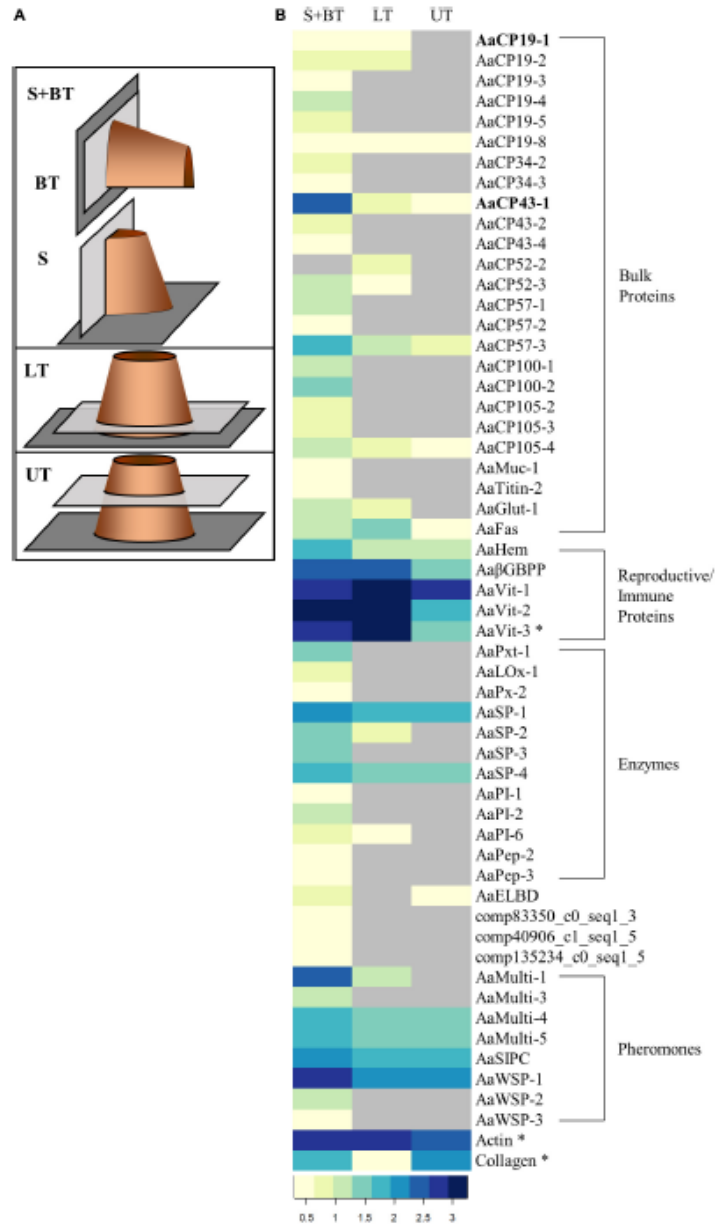 A
S+BT
BT
S
LT
UT
B
S+BT LT UT
AaCP19-1
AaCP19-2
AaCP19-3
AaCP19-4
AaCP19-5
AaCP19-8
AaCP34-2
AaCP34-3
AaCP43-1
AaCP43-2
AaCP43-4
AaCP52-2
AaCP52-3
AaCP57-1
AaCP57-2
AaCP57-3
AaCP100-1
AaCP100-2
AaCP105-2
AaCP105-3
AaCP105-4
AaMuc-1
AaTitin-2
AaGlut-1
AaFas
Bulk
Proteins
AaHem
AaβGBPP
AaVit-1
AaVit-2
AaVit-3 *
Reproductive/
Immune
Proteins
AaPxt-1
AaLOx-1
AaPx-2
AaSP-1
AaSP-2
AaSP-3
AaSP-4
AaPI-1
AaPI-2
AaPI-6
AaPep-2
AaPep-3
Enzymes
AaELBD
comp83350_c0_seq1_3
comp40906_c1_seq1_5
comp135234_c0_seq1_5
AaMulti-1
AaMulti-3
AaMulti-4
AaMulti-5
AaSIPC
AaWSP-1
AaWSP-2
AaWSP-3
Pheromones
Actin *
Collagen *
0.5 1 1.5 2 2.5 3